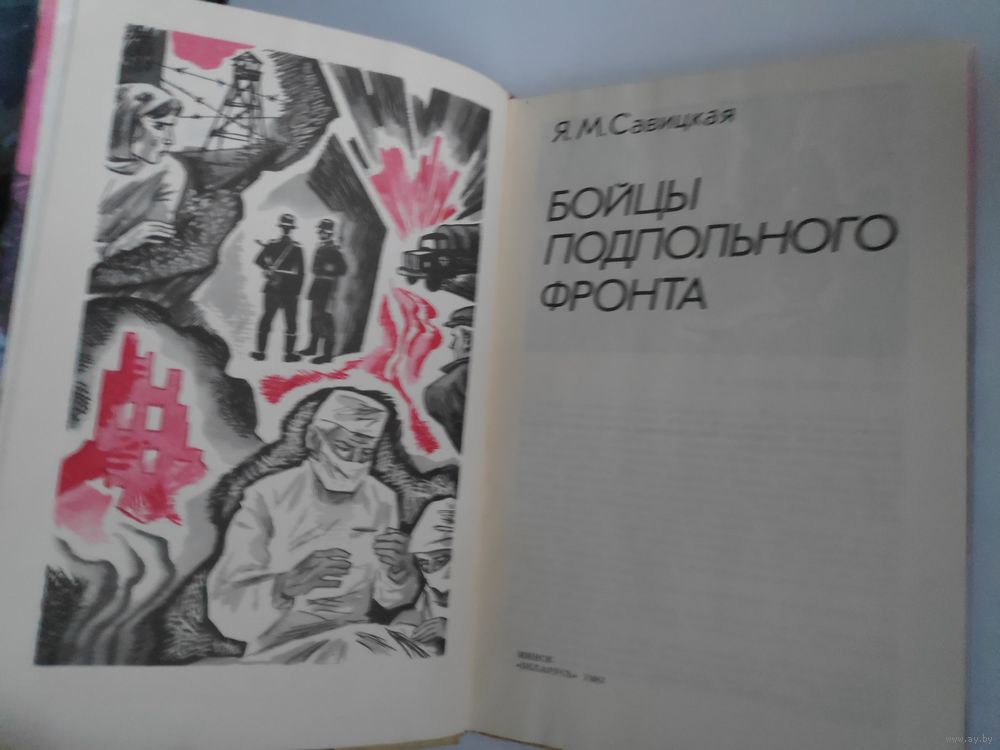 Я.М.Савицкая
БОЙЦЫ
ПОДПОЛЬНОГО
ФРОНТА
МИНСК
«БЕЛАРУСЬ»
www.ay.by